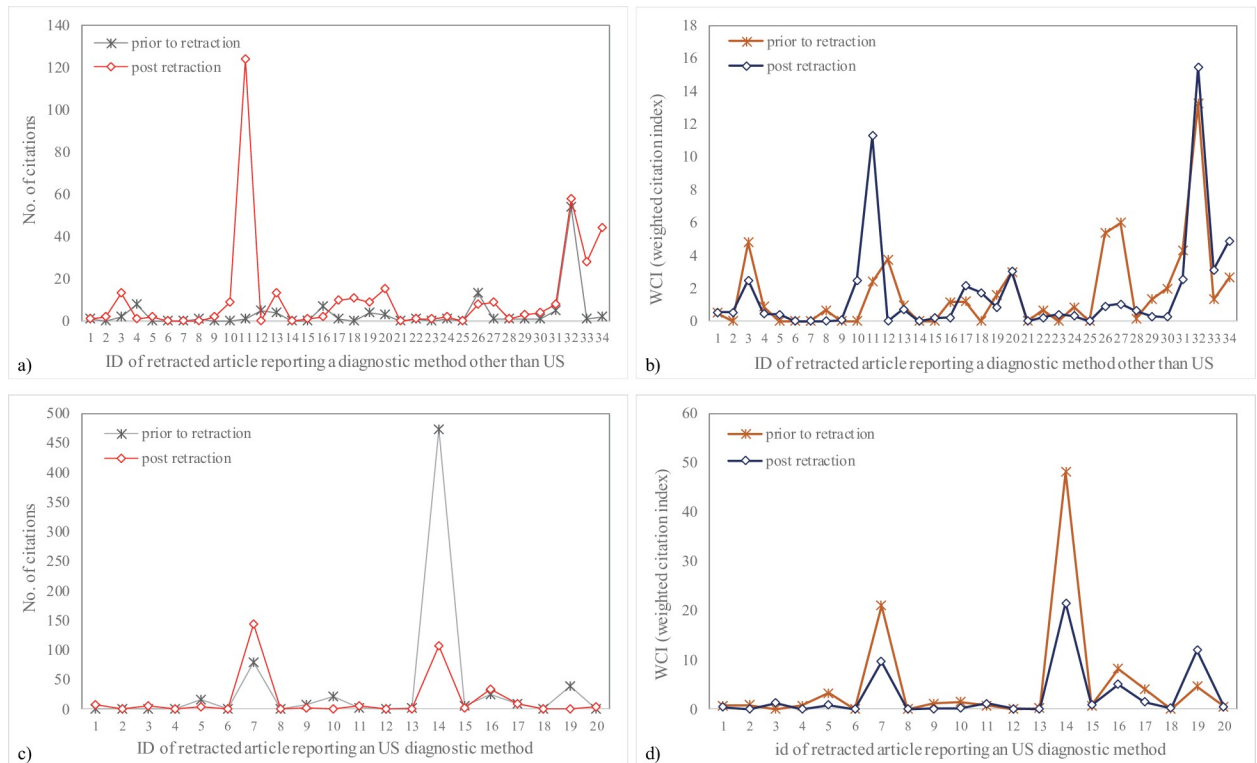 140
120
100
80
60
40
20
0
No. of citations
prior to retraction
post retraction
1 2 3 4 5 6 7 8 9 10 11 12 13 14 15 16 17 18 19 20 21 22 23 24 25 26 27 28 29 30 31 32 33 34
a) ID of retracted article reporting a diagnostic method other than US
18
16
14
12
10
8
6
4
2
0
WCI (weighted citation index)
prior to retraction
post retraction
1 2 3 4 5 6 7 8 9 10 11 12 13 14 15 16 17 18 19 20 21 22 23 24 25 26 27 28 29 30 31 32 33 34
b) ID of retracted article reporting a diagnostic method other than US
500
450
400
350
300
250
200
150
100
50
0
No. of citations
prior to retraction
post retraction
1 2 3 4 5 6 7 8 9 10 11 12 13 14 15 16 17 18 19 20
c) ID of retracted article reporting an US diagnostic method
60
50
40
30
20
10
0
WCI (weighted citation index)
prior to retraction
post retraction
1 2 3 4 5 6 7 8 9 10 11 12 13 14 15 16 17 18 19 20
d) id of retracted article reporting an US diagnostic method